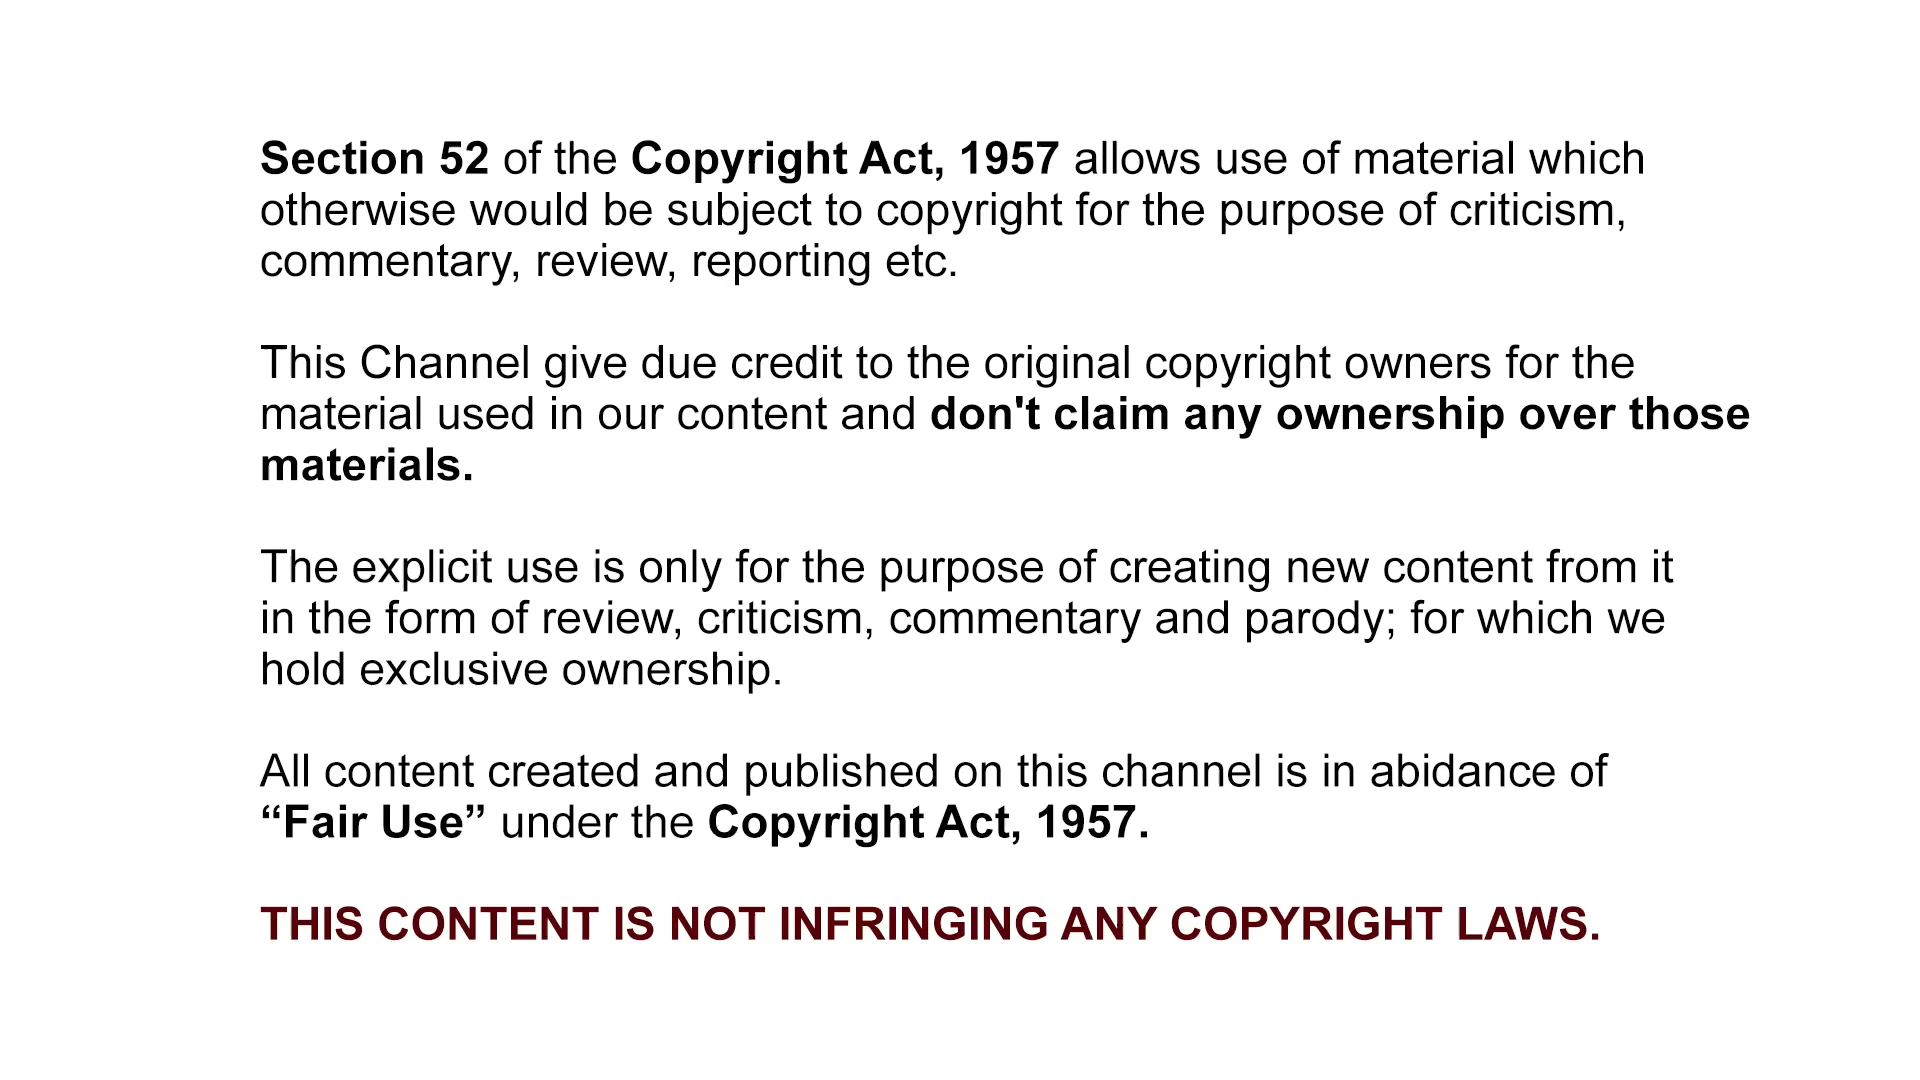 Section 52 of the Copyright Act, 1957 allows use of material which
otherwise would be subject to copyright for the purpose of criticism,
commentary, review, reporting etc.
This Channel give due credit to the original copyright owners for the
material used in our content and don't claim any ownership over those
materials.
The explicit use is only for the purpose of creating new content from it
in the form of review, criticism, commentary and parody; for which we
hold exclusive ownership.
All content created and published on this channel is in abidance of
“Fair Use” under the Copyright Act, 1957.
THIS CONTENT IS NOT INFRINGING ANY COPYRIGHT LAWS.